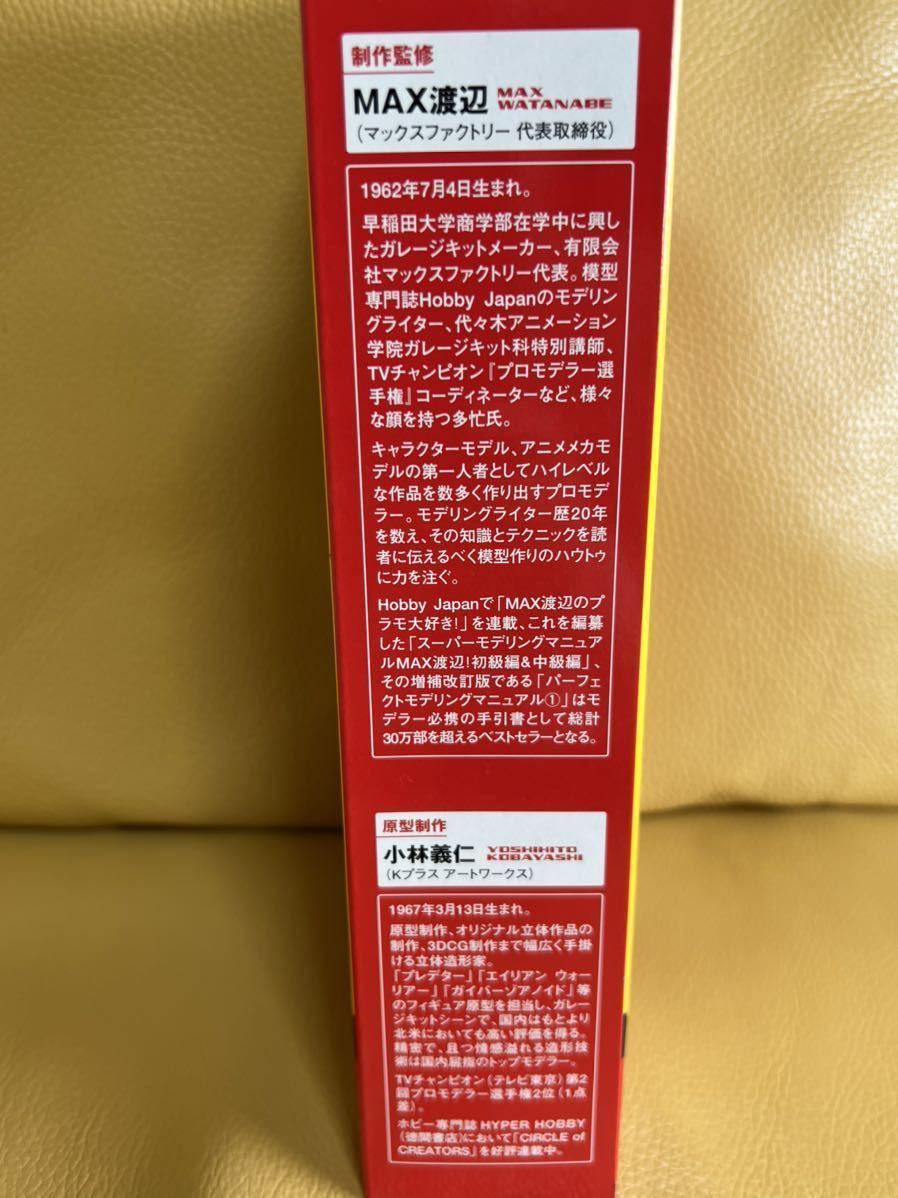 制作監修
MAX渡辺 MAX WATANABE
(マックスファクトリー 代表取締役)
1962年7月4日生まれ。
早稲田大学商学部在学中に興し
たガレージキットメーカー、有限会
社マックスファクトリー代表。模型
専門誌Hobby Japanのモデリン
グライター、代々木アニメーション
学院ガレージキット科特別講師、
TVチャンピオン『プロモデラー選
手権』コーディネーターなど、様々
な顔を持つ多忙氏。
キャラクターモデル、アニメメカモ
デルの第一人者としてハイレベル
な作品を数多く作り出すプロモデ
ラー。モデリングライター歴20年
を数え、その知識とテクニックを読
者に伝えるべく模型作りのハウトゥ
に力を注ぐ。
Hobby Japanで「MAX渡辺のプ
ラモ大好き!」を連載、これを編纂
した「スーパーモデリングマニュア
ルMAX渡辺!初級編&中級編」、
その増補改訂版である「パーフェ
クトモデリングマニュアル①」はモ
デラー必携の手引書として総計
30万部を超えるベストセラーとなる。
原型制作
小林義仁 YOSHIHITO KOBAYASHI
(Kプラス アートワークス)
1967年3月13日生まれ。
原型制作、オリジナル立体作品の
制作、3DCG制作まで幅広く手掛
ける立体造形家。
「プレデター」「エイリアン ウォー
リアー」「ガイバーゾアノイド」等
のフィギュア原型を担当し、ガレー
ジキットシーンで、国内はもとより
北米においても高い評価を得る。
精密で、且つ情感溢れる造形技
術は国内屈指のトップモデラー。
TVチャンピオン(テレビ東京)第2
回プロモデラー選手権2位(1点
差)。
ホビー専門誌HYPER HOBBY
(徳間書店)において「CIRCLE of
CREATORS」を好評連載中。